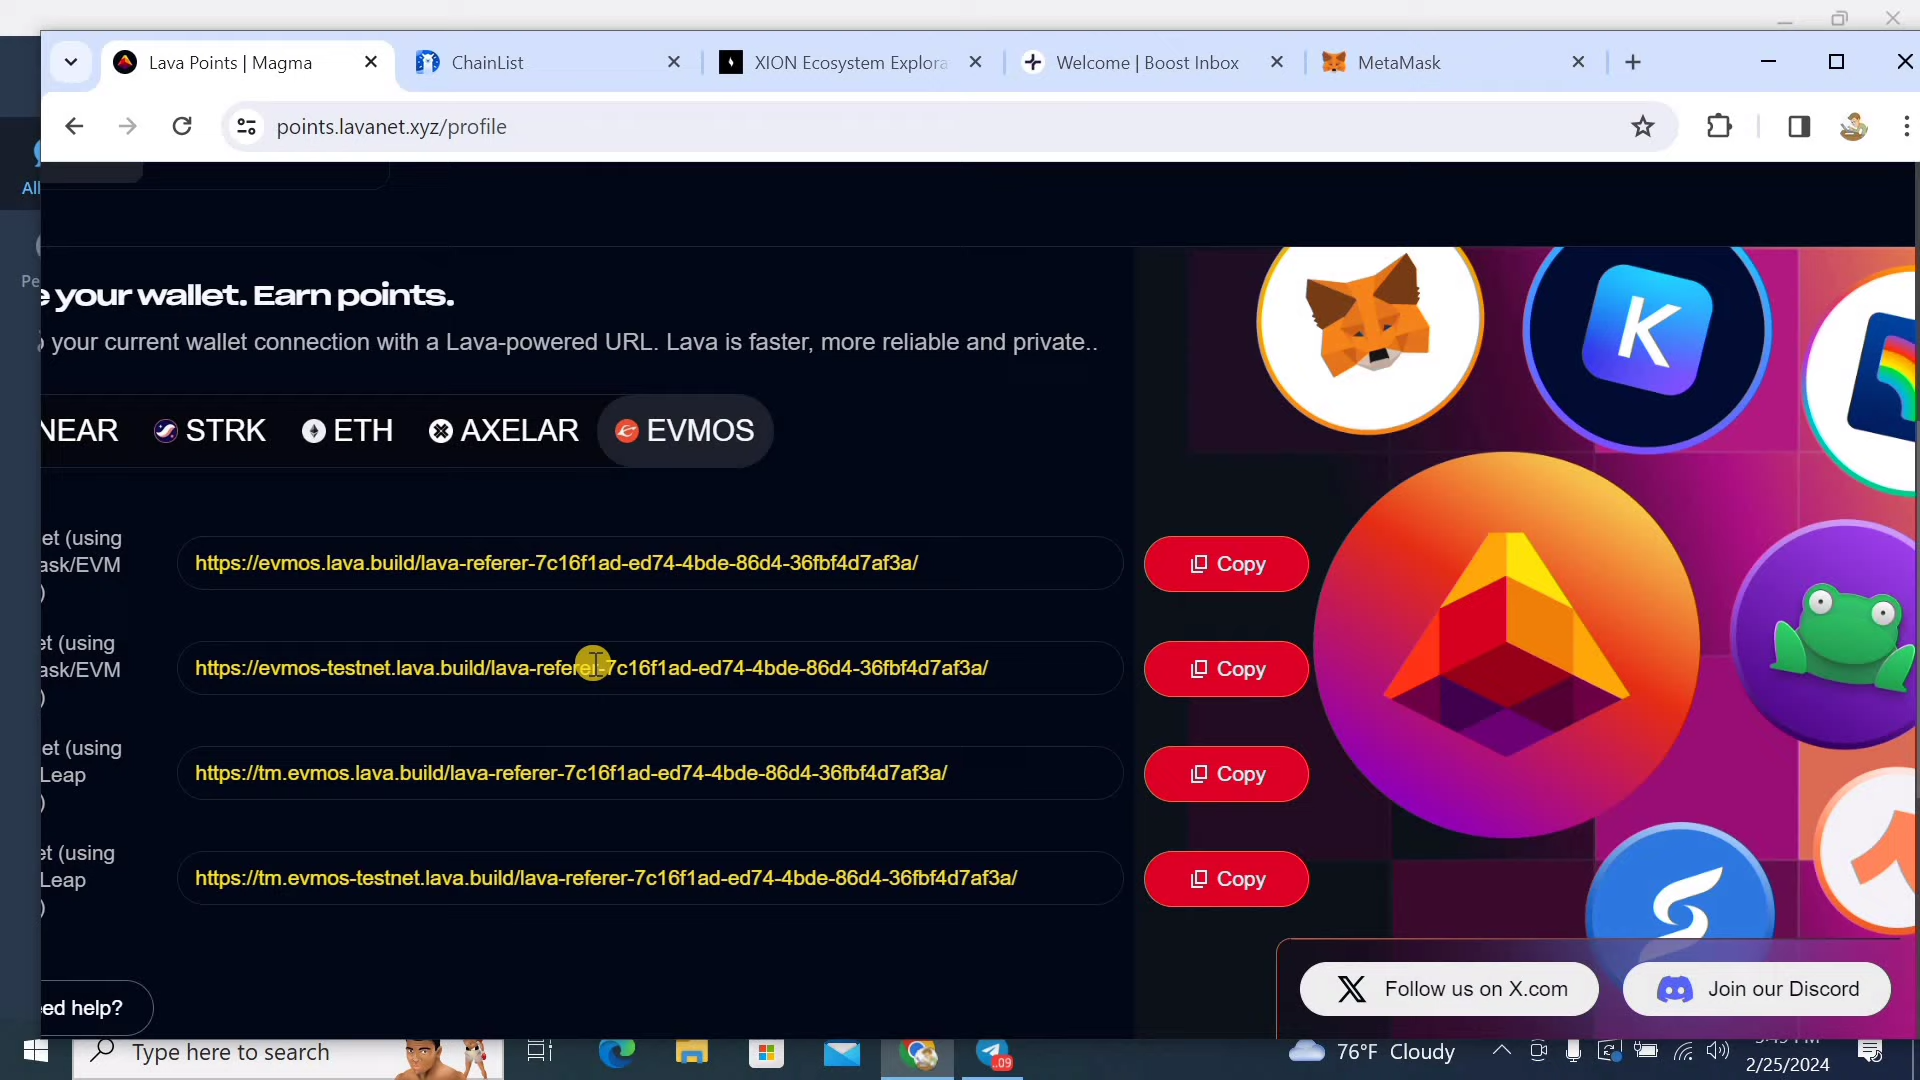 Lava Points | Magma
ChainList
XION Ecosystem Explora
Welcome | Boost Inbox
MetaMask
points.lavanet.xyz/profile
All
Pe
e your wallet. Earn points.
your current wallet connection with a Lava-powered URL. Lava is faster, more reliable and private..
NEAR
STRK
ETH
AXELAR
EVMOS
et (using
ask/EVM
)
https://evmos.lava.build/lava-referer-7c16f1ad-ed74-4bde-86d4-36fbf4d7af3a/
Copy
et (using
ask/EVM
)
https://evmos-testnet.lava.build/lava-referer-7c16f1ad-ed74-4bde-86d4-36fbf4d7af3a/
Copy
et (using
Leap
)
https://tm.evmos.lava.build/lava-referer-7c16f1ad-ed74-4bde-86d4-36fbf4d7af3a/
Copy
et (using
Leap
)
https://tm.evmos-testnet.lava.build/lava-referer-7c16f1ad-ed74-4bde-86d4-36fbf4d7af3a/
Copy
K
eed help?
Follow us on X.com
Join our Discord
Type here to search
.09
76°F Cloudy
2/25/2024